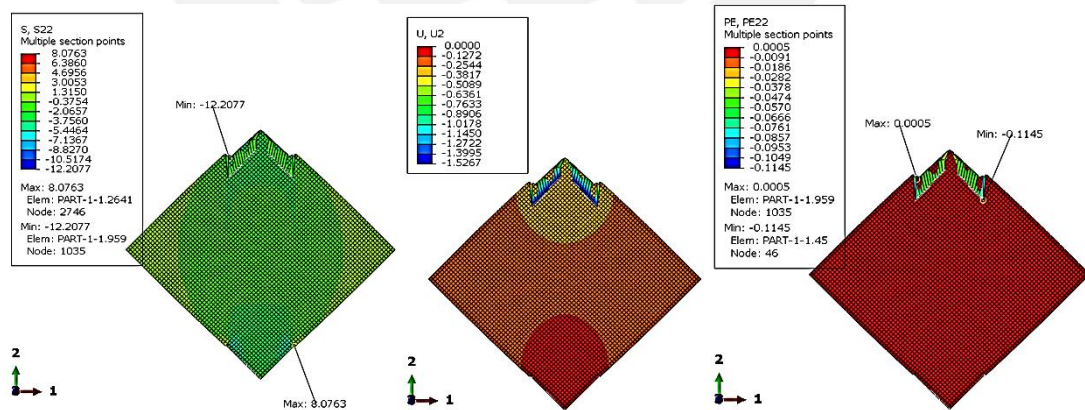 S, S22
Multiple section points
8.0763
6.3860
4.6956
3.0053
1.3150
-0.3754
-2.0657
-3.7560
-5.4464
-7.1367
-8.8270
-10.5174
-12.2077
Max: 8.0763
Elem: PART-1-1.2641
Node: 2746
Min: -12.2077
Elem: PART-1-1.959
Node: 1035
Min: -12.2077
Max: 8.0763
2
3
1
U, U2
0.0000
-0.1272
-0.2544
-0.3817
-0.5089
-0.6361
-0.7633
-0.8906
-1.0178
-1.1450
-1.2722
-1.3995
-1.5267
2
3
1
PE, PE22
Multiple section points
0.0005
-0.0091
-0.0186
-0.0282
-0.0378
-0.0474
-0.0570
-0.0666
-0.0761
-0.0857
-0.0953
-0.1049
-0.1145
Max: 0.0005
Elem: PART-1-1.959
Node: 1035
Min: -0.1145
Elem: PART-1-1.45
Node: 46
Max: 0.0005
Min: -0.1145
2
3
1